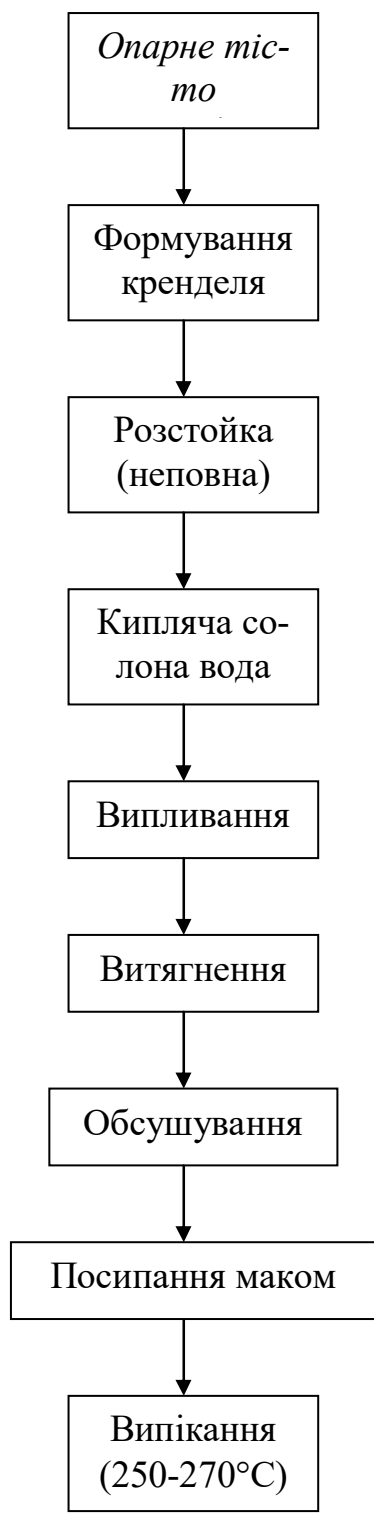 Опарне тіс-
то
Формування
кренделя
Розстойка
(неповна)
Кипляча со-
лона вода
Випливання
Витягнення
Обсушування
Посипання маком
Випікання
(250-270°С)